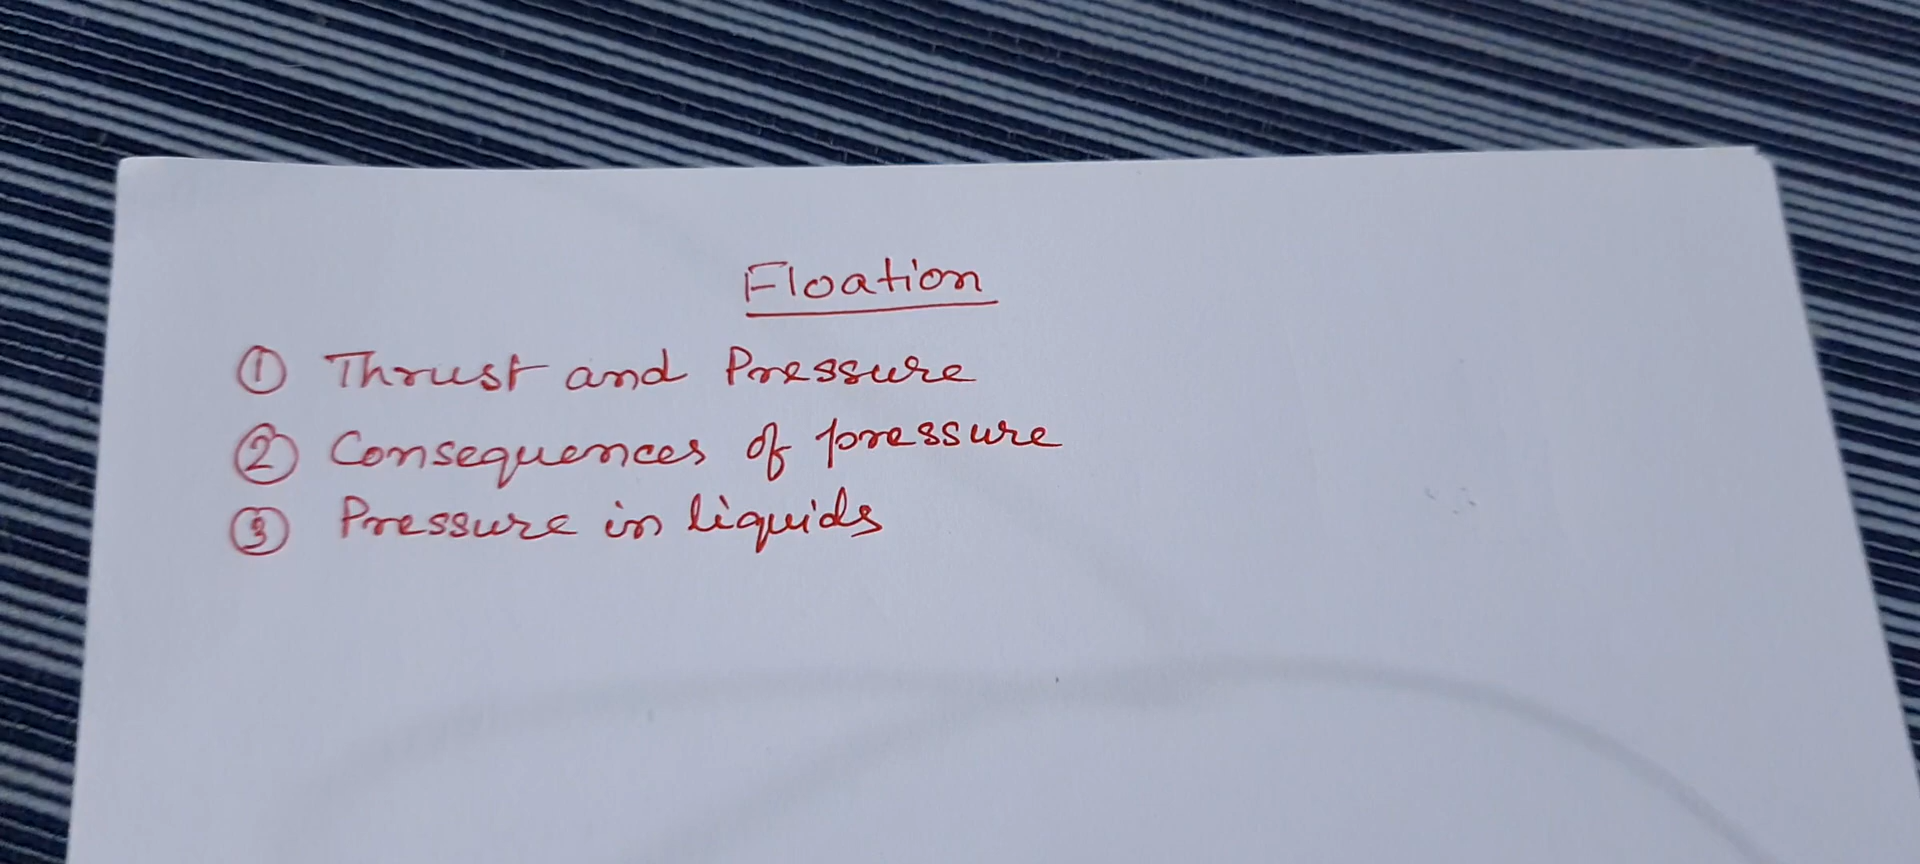 Floation
① Thrust and Pressure
② Consequences of pressure
③ Pressure in liquids